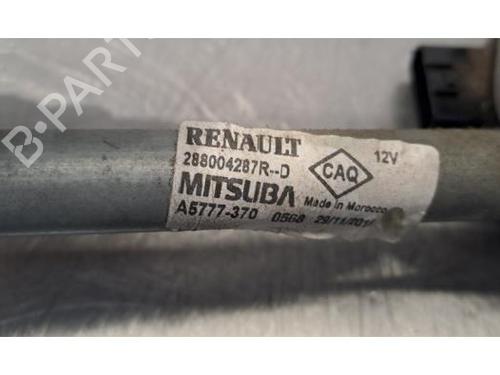 RENAULT
288004287R--D
MITSUBA
A5777-370 0568
CAQ
12V
Made in Morocco
B-PARTS